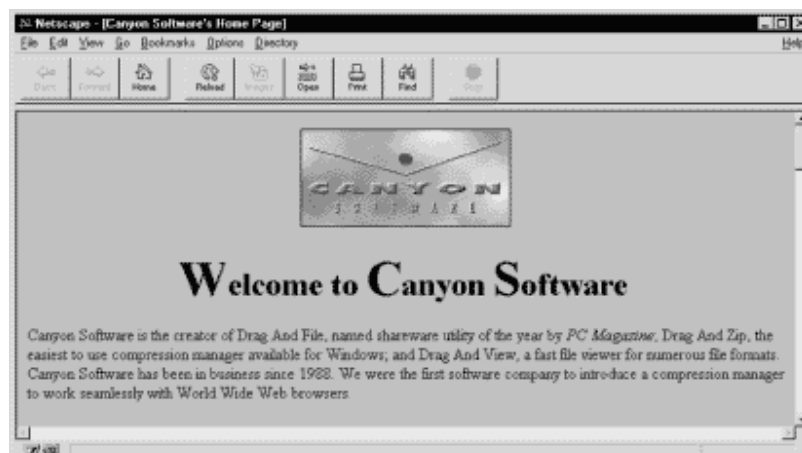 Netscape - [Canyon Software's Home Page]
File Edit View Go Bookmarks Options Directory Help
Back Forward Home Reload Images Open Print Find Stop
CANYON
SOFTWARE
Welcome to Canyon Software
Canyon Software is the creator of Drag And File, named shareware utility of the year by PC Magazine, Drag And Zip, the
easiest to use compression manager available for Windows; and Drag And View, a fast file viewer for numerous file formats.
Canyon Software has been in business since 1988. We were the first software company to introduce a compression manager
to work seamlessly with World Wide Web browsers